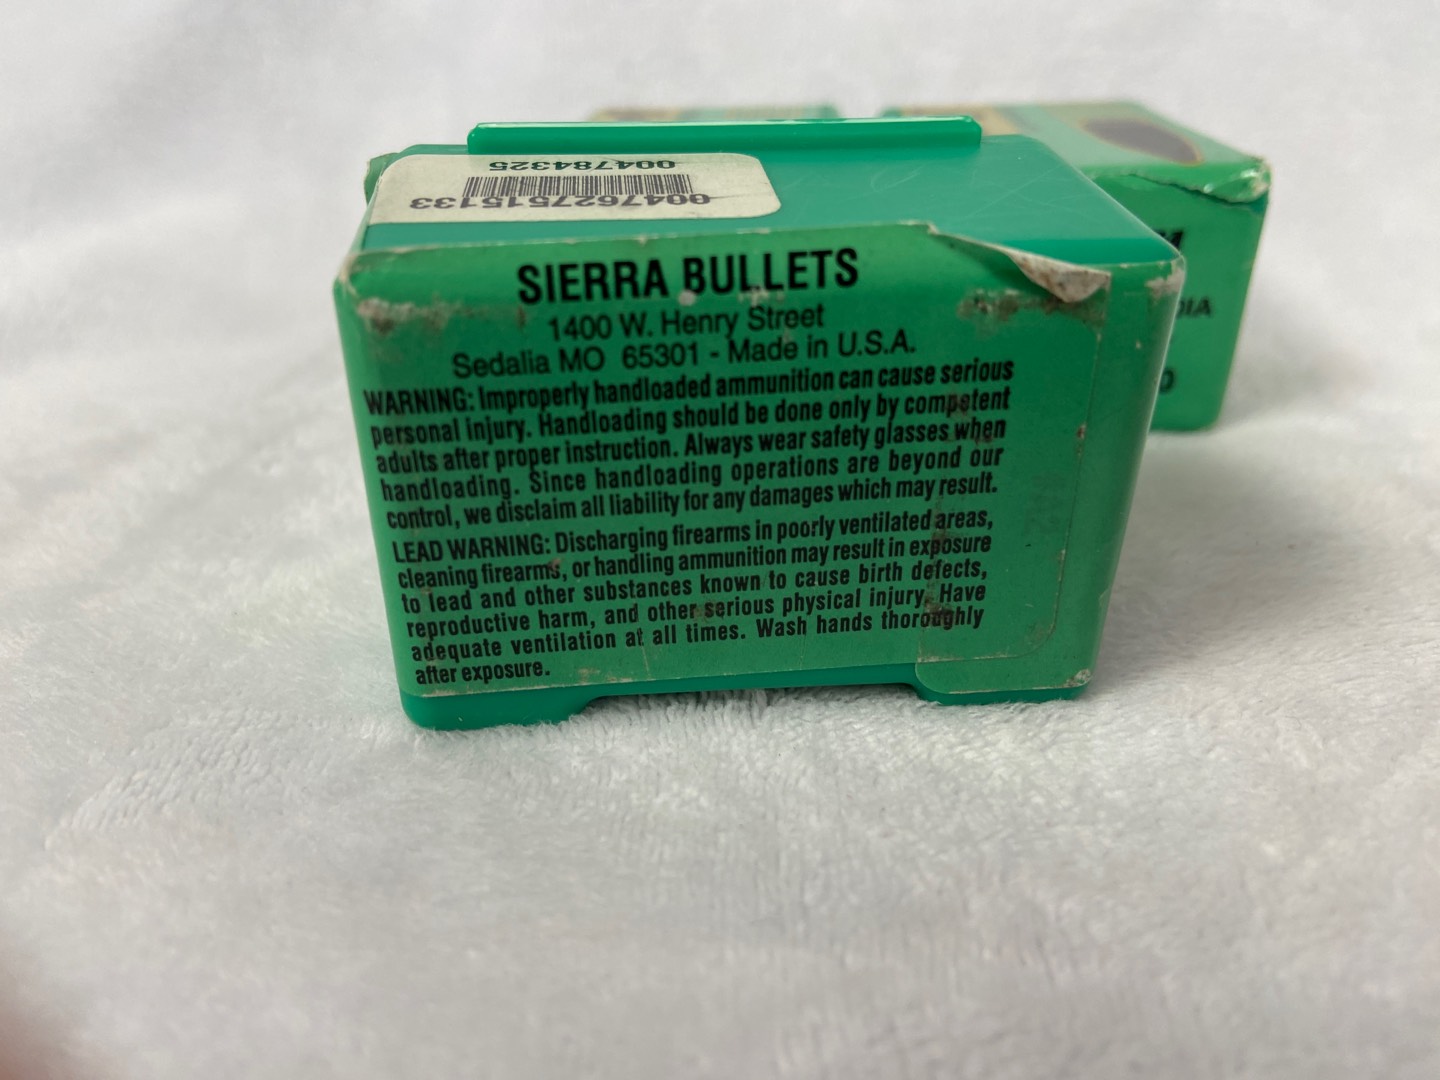 004784325
0047627515133
SIERRA BULLETS
1400 W. Henry Street
Sedalia MO 65301 - Made in U.S.A.
WARNING: Improperly handloaded ammunition can cause serious
personal injury. Handloading should be done only by competent
adults after proper instruction. Always wear safety glasses when
handloading. Since handloading operations are beyond our
control, we disclaim all liability for any damages which may result.
LEAD WARNING: Discharging firearms in poorly ventilated areas,
cleaning firearms, or handling ammunition may result in exposure
to lead and other substances known to cause birth defects,
reproductive harm, and other serious physical injury. Have
adequate ventilation at all times. Wash hands thoroughly
after exposure.
DIA